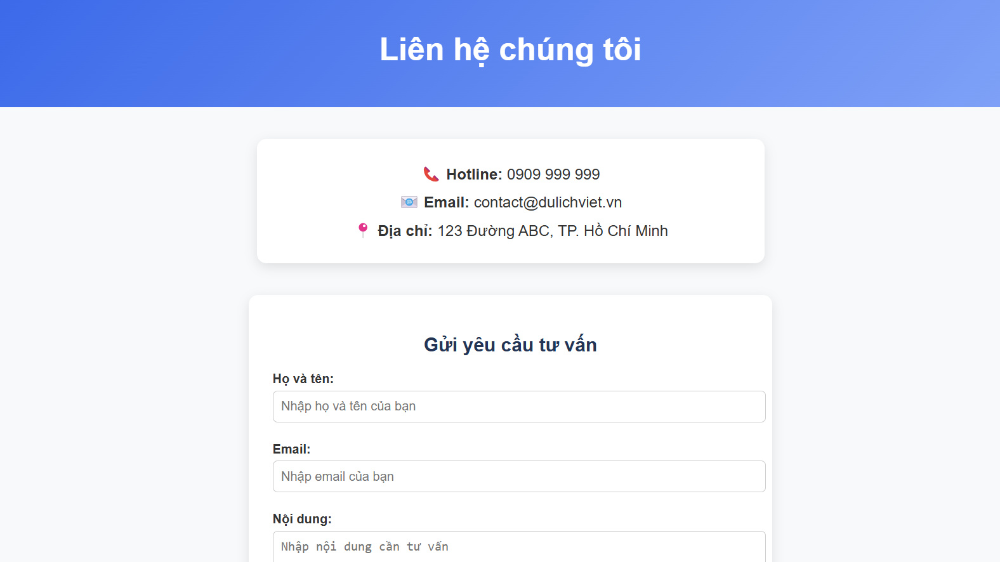 Liên hệ chúng tôi
📞 Hotline: 0909 999 999
📧 Email: contact@dulichviet.vn
📍 Địa chỉ: 123 Đường ABC, TP. Hồ Chí Minh
Gửi yêu cầu tư vấn
Họ và tên:
Nhập họ và tên của bạn
Email:
Nhập email của bạn
Nội dung:
Nhập nội dung cần tư vấn